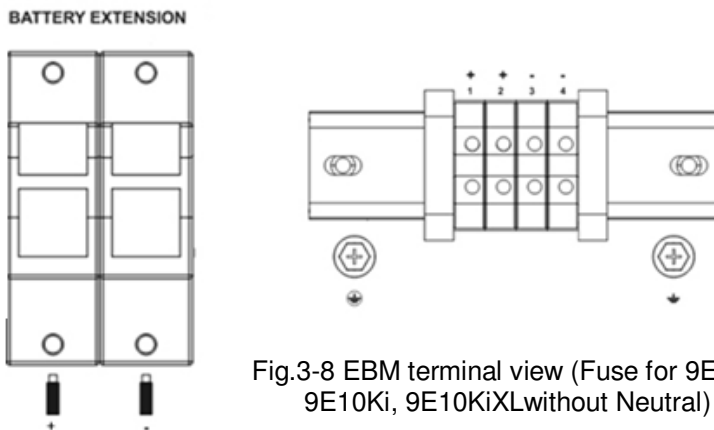 BATTERY EXTENSION
+ + - -
1 2 3 4
+ -
Fig.3-8 EBM terminal view (Fuse for 9E
9E10Ki, 9E10KiXLwithout Neutral)